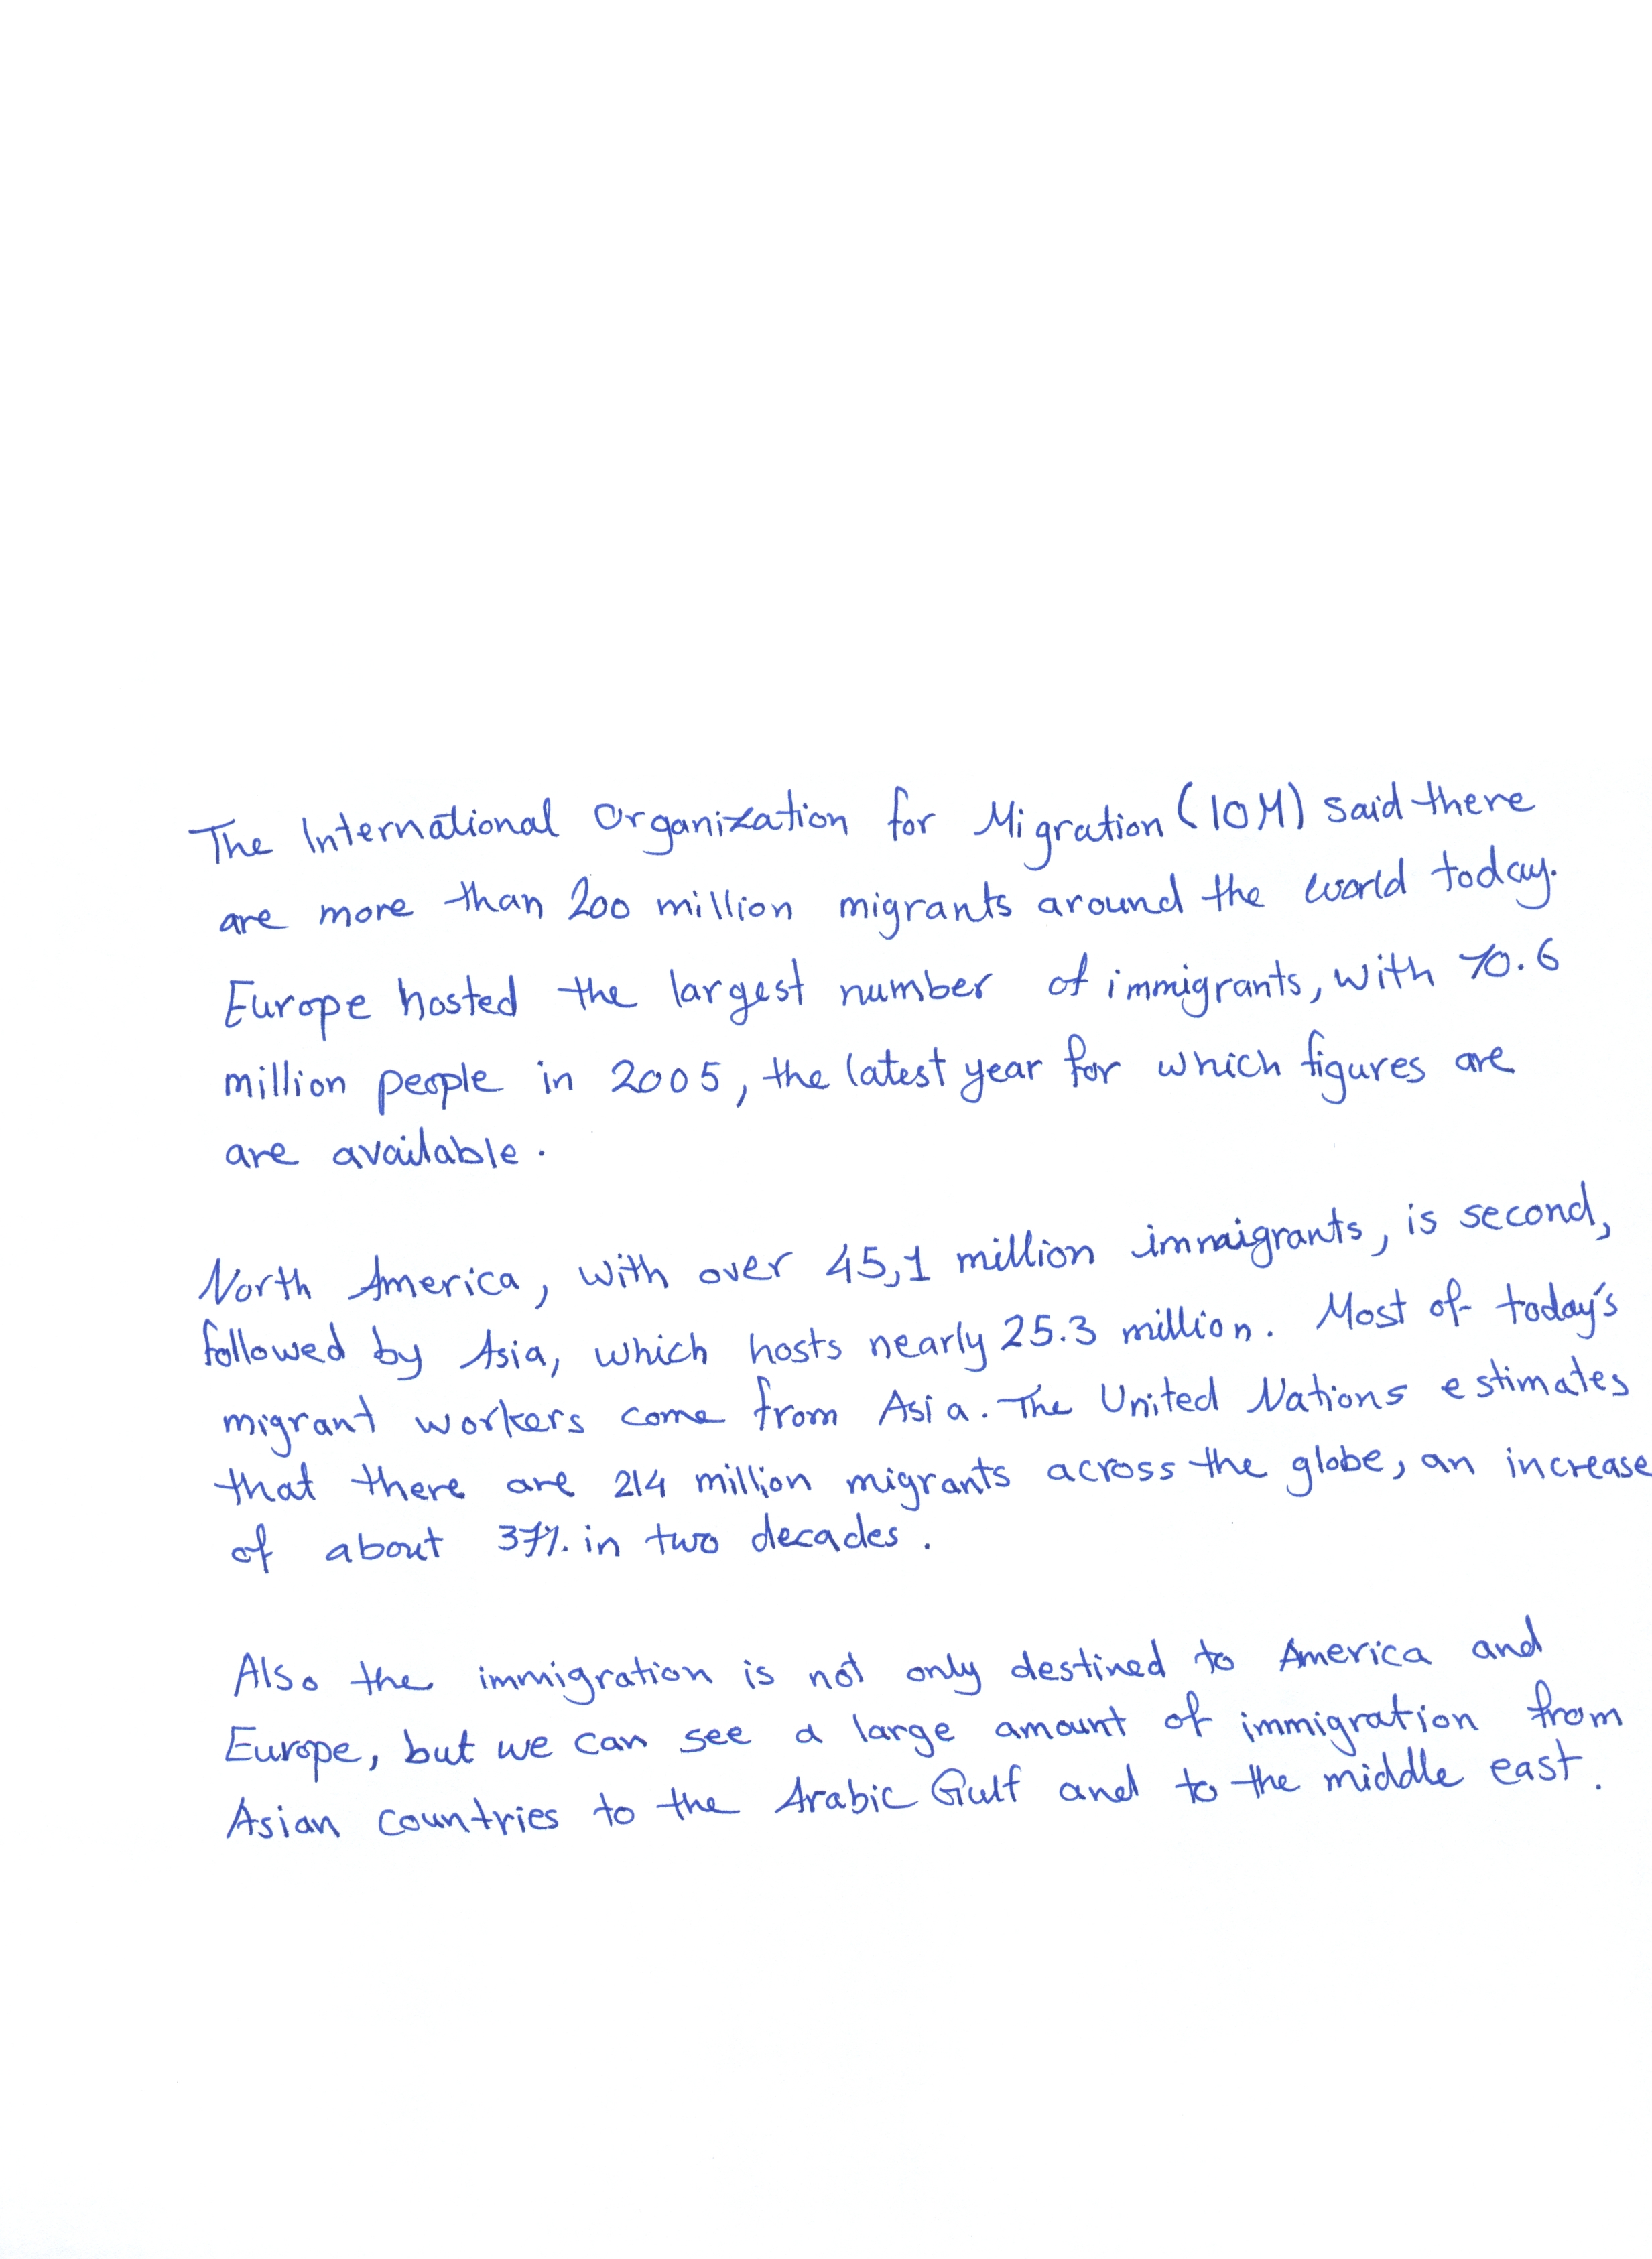 The International Organization for Migration (IOM) said there
are more than 200 million migrants around the world today.
Europe hosted the largest number of immigrants, with 70.6
million people in 2005, the latest year for which figures are
are available.
North America, with over 45,1 million immigrants, is second,
followed by Asia, which hosts nearly 25.3 million. Most of today's
migrant workers come from Asia. The United Nations estimates
that there are 214 million migrants across the globe, an increase
of about 37% in two decades.
Also the immigration is not only destined to America and
Europe, but we can see a large amount of immigration from
Asian countries to the Arabic Gulf and to the middle east.